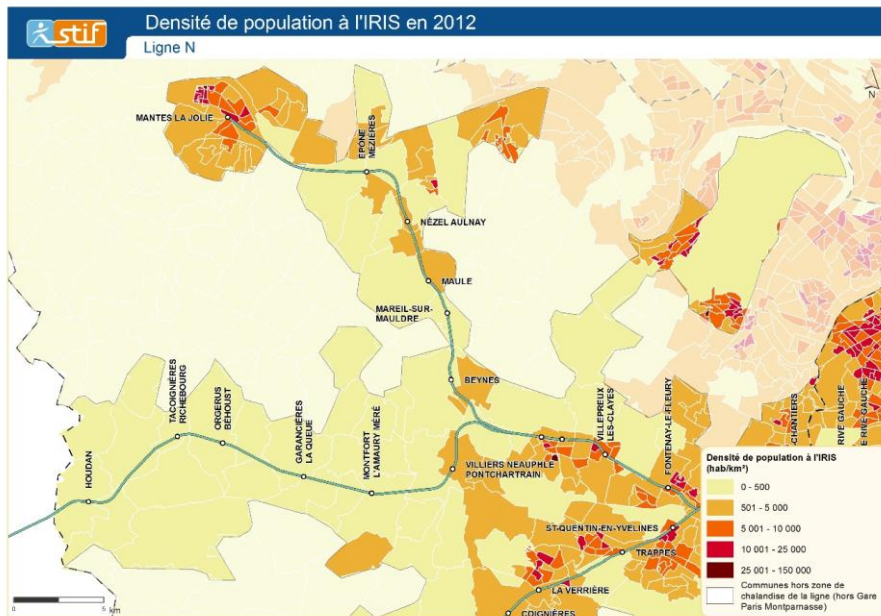 stif
Densité de population à l'IRIS en 2012
Ligne N
N
MANTES LA JOLIE
EPONE
MEZIÈRES
NÉZEL AULNAY
MAULE
MAREIL-SUR-
MAULDRE
BEYNES
TACOIGNIÈRES
RICHEBOURG
ORGERUS
BEHOUST
HOUDAN
GARANCIÈRES
LA QUEUE
MONTFORT
L'AMAURY MÉRÉ
VILLIERS NEAUPHLE
PONTCHARTRAIN
VILLEPREUX
LES-CLAYES
FONTENAY-LE-FLEURY
-CHANTIERS
RIVE GAUCHE
E RIVE GAUCHE
ST-QUENTIN-EN-YVELINES
TRAPPES
LA VERRIÈRE
COIGNIÈRES
Densité de population à l'IRIS
(hab/km²)
0 - 500
501 - 5 000
5 001 - 10 000
10 001 - 25 000
25 001 - 150 000
Communes hors zone de
chalandise de la ligne (hors Gare
Paris Montparnasse)
0
5
km